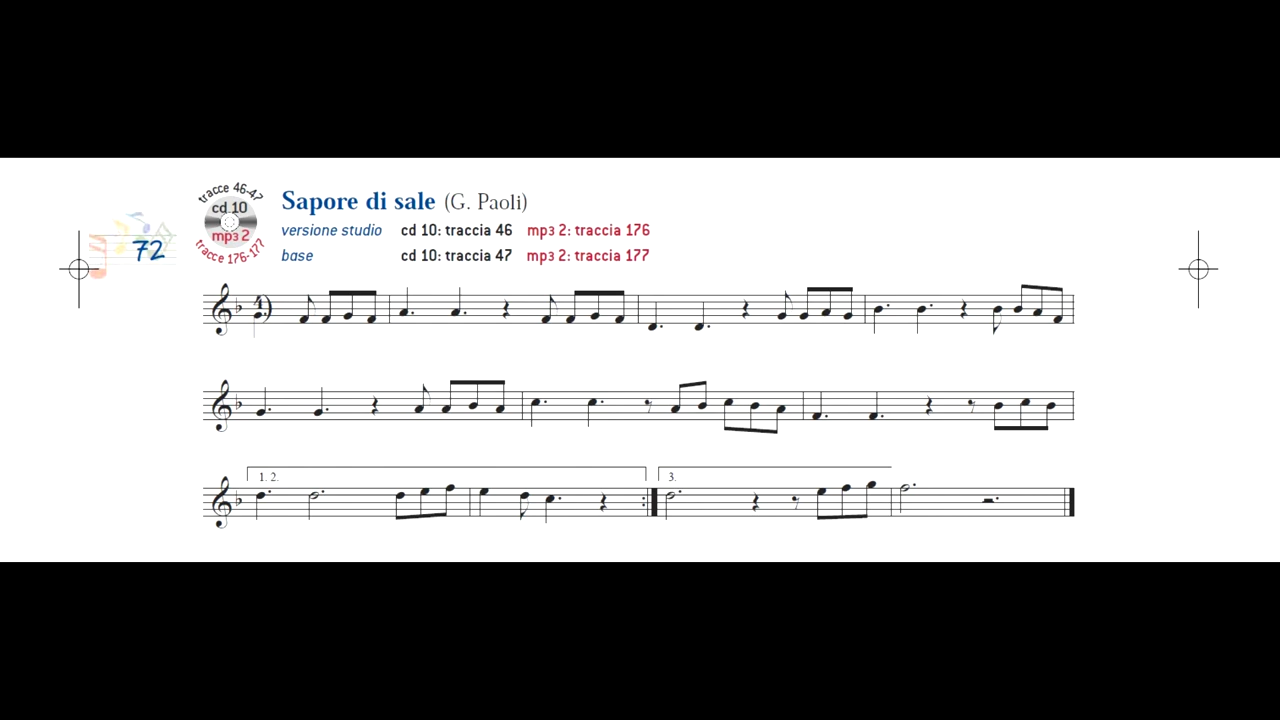 tracce 46-47
cd 10
mp3 2
tracce 176-177
72
Sapore di sale (G. Paoli)
versione studio cd 10: traccia 46 mp3 2: traccia 176
base cd 10: traccia 47 mp3 2: traccia 177
1. 2.
3.